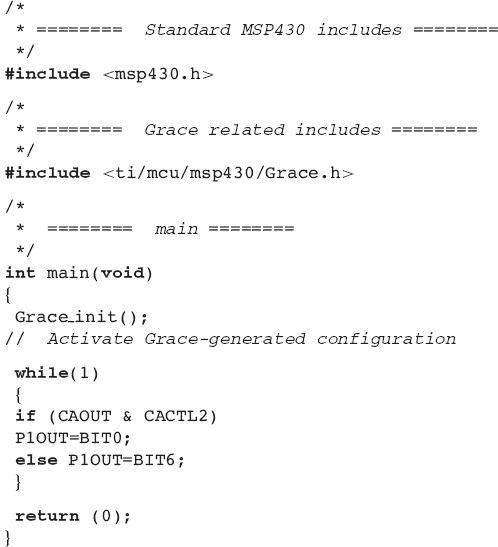 /*
 * ======== Standard MSP430 includes ========
 */
#include <msp430.h>
/*
 * ======== Grace related includes ========
 */
#include <ti/mcu/msp430/Grace.h>
/*
 * ======== main ========
 */
int main(void)
{
 Grace_init();
// Activate Grace-generated configuration
 while(1)
 {
 if (CAOUT & CACTL2)
 P1OUT=BIT0;
 else P1OUT=BIT6;
 }
 return (0);
}